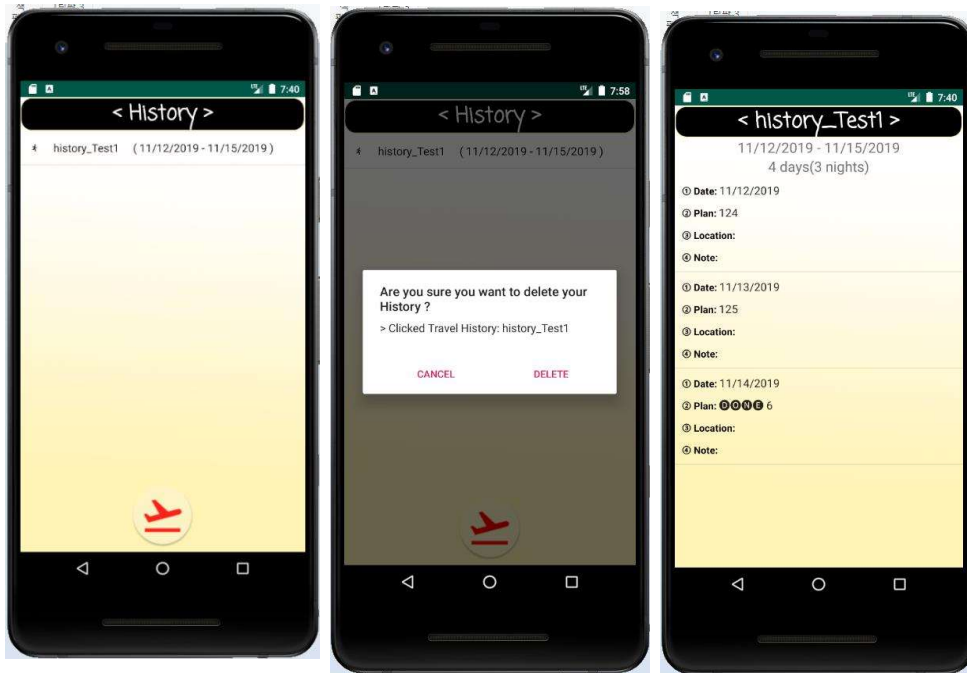 7:40
< History >
history_Test1 (11/12/2019 - 11/15/2019 )
7:58
< History >
history_Test1 (11/12/2019 - 11/15/2019 )
Are you sure you want to delete your
History ?
> Clicked Travel History: history_Test1
CANCEL DELETE
7:40
< history_Test1 >
11/12/2019 - 11/15/2019
4 days(3 nights)
① Date: 11/12/2019
② Plan: 124
③ Location:
④ Note:
① Date: 11/13/2019
② Plan: 125
③ Location:
④ Note:
① Date: 11/14/2019
② Plan: 🅓🅞🅝🅔 6
③ Location:
④ Note: